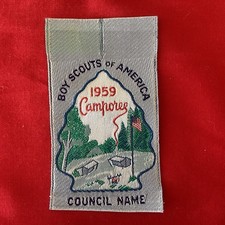 BOY SCOUTS OF AMERICA
1959
Camporee
COUNCIL NAME